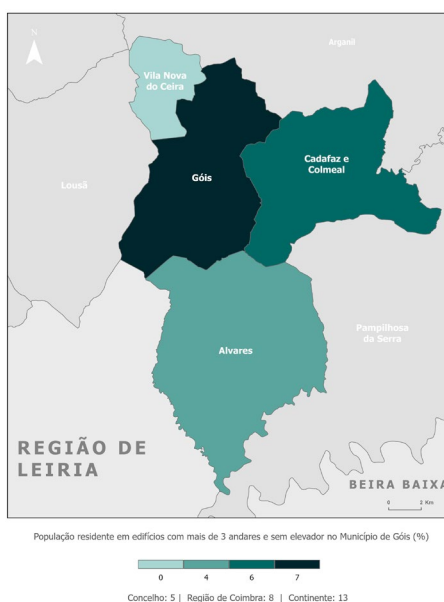 N
Arganil
Vila Nova
do Ceira
Góis
Cadafaz e
Colmeal
Lousã
Pampilhosa
da Serra
Alvares
REGIÃO DE
LEIRIA
BEIRA BAIXA
0 2 Km
População residente em edifícios com mais de 3 andares e sem elevador no Município de Góis (%)
0 4 6 7
Concelho: 5 | Região de Coimbra: 8 | Continente: 13